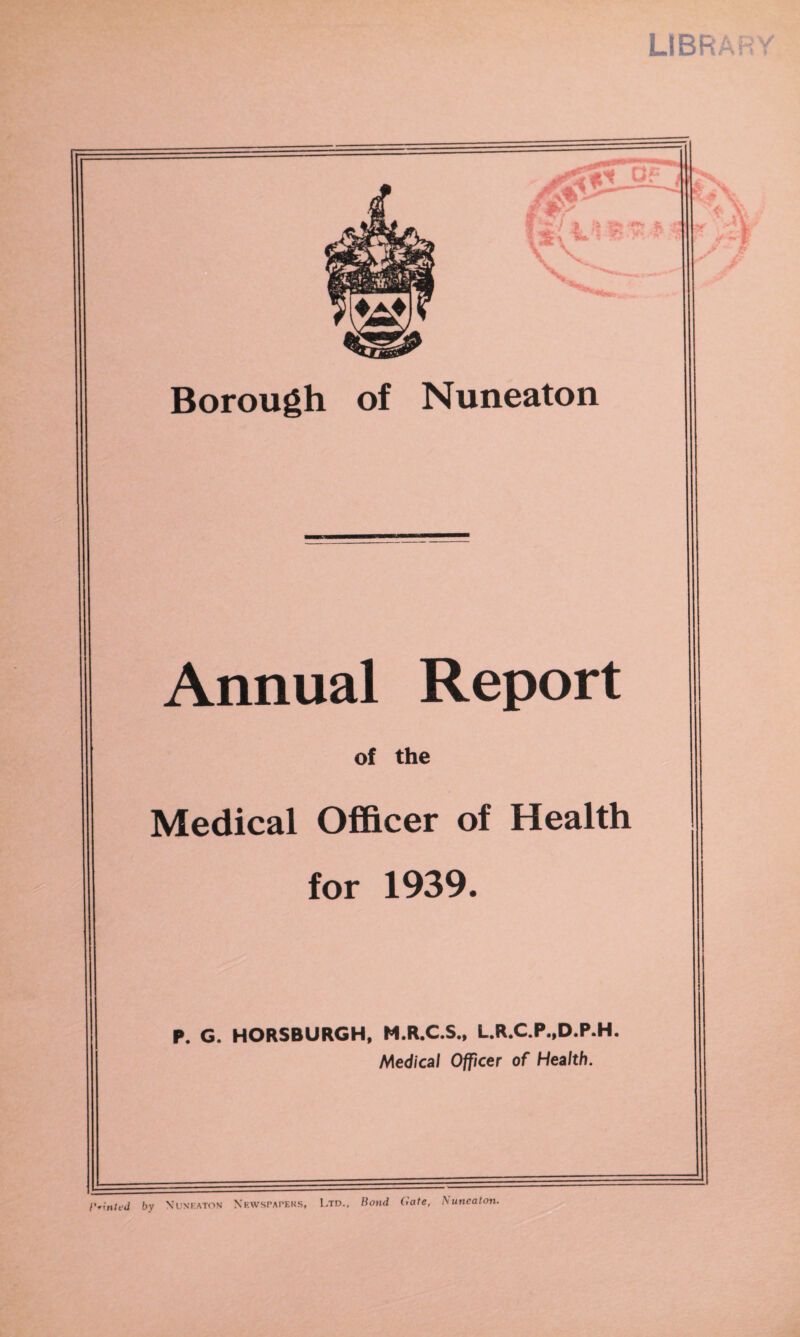 LIBRARY
OF
Borough of Nuneaton
Annual Report
of the
Medical Officer of Health
for 1939.
P. G. HORSBURGH, M.R.C.S., L.R.C.P.,D.P.H.
Medical Officer of Health.
Printed by NUNEATON NEWSPAPERS, LTD., Bond Gate, Nuneaton.